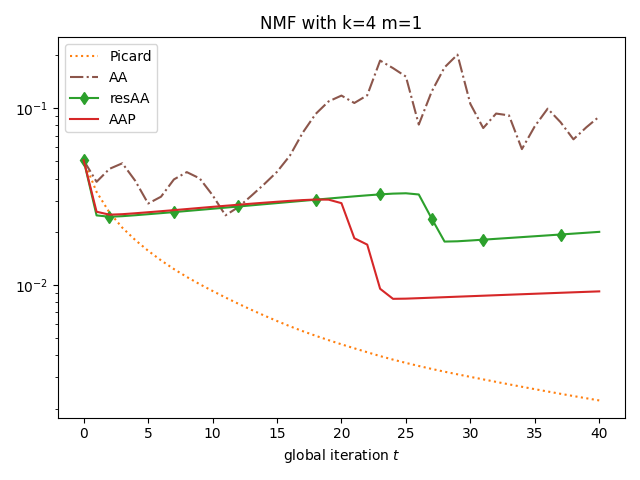 NMF with k=4 m=1
Picard
AA
resAA
AAP
10⁻¹
10⁻²
0 5 10 15 20 25 30 35 40
global iteration t